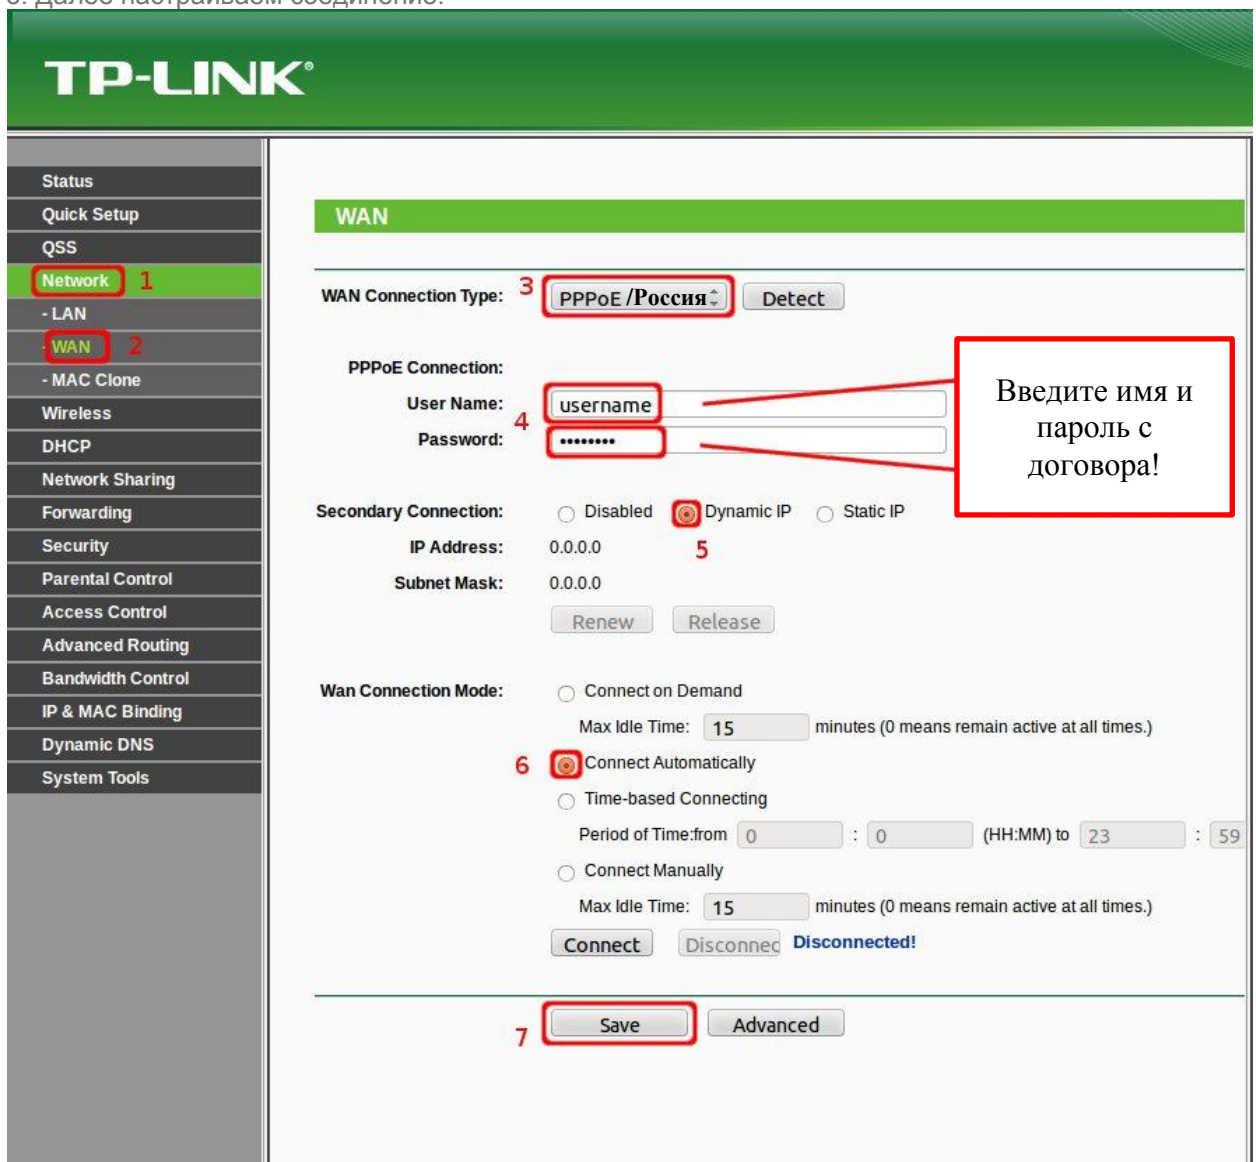 3. Далее настраиваем соединение:
TP-LINK®
Status
Quick Setup
QSS
Network 1
- LAN
- WAN 2
- MAC Clone
Wireless
DHCP
Network Sharing
Forwarding
Security
Parental Control
Access Control
Advanced Routing
Bandwidth Control
IP & MAC Binding
Dynamic DNS
System Tools
WAN
WAN Connection Type: 3 PPPoE /Россия Detect
PPPoE Connection:
User Name: username
4
Password: ••••••••
Введите имя и
пароль с
договора!
Secondary Connection: Disabled Dynamic IP Static IP
5
IP Address: 0.0.0.0
Subnet Mask: 0.0.0.0
Renew Release
Wan Connection Mode: Connect on Demand
Max Idle Time: 15 minutes (0 means remain active at all times.)
6 Connect Automatically
Time-based Connecting
Period of Time:from 0 : 0 (HH:MM) to 23 : 59
Connect Manually
Max Idle Time: 15 minutes (0 means remain active at all times.)
Connect Disconnec Disconnected!
7 Save Advanced